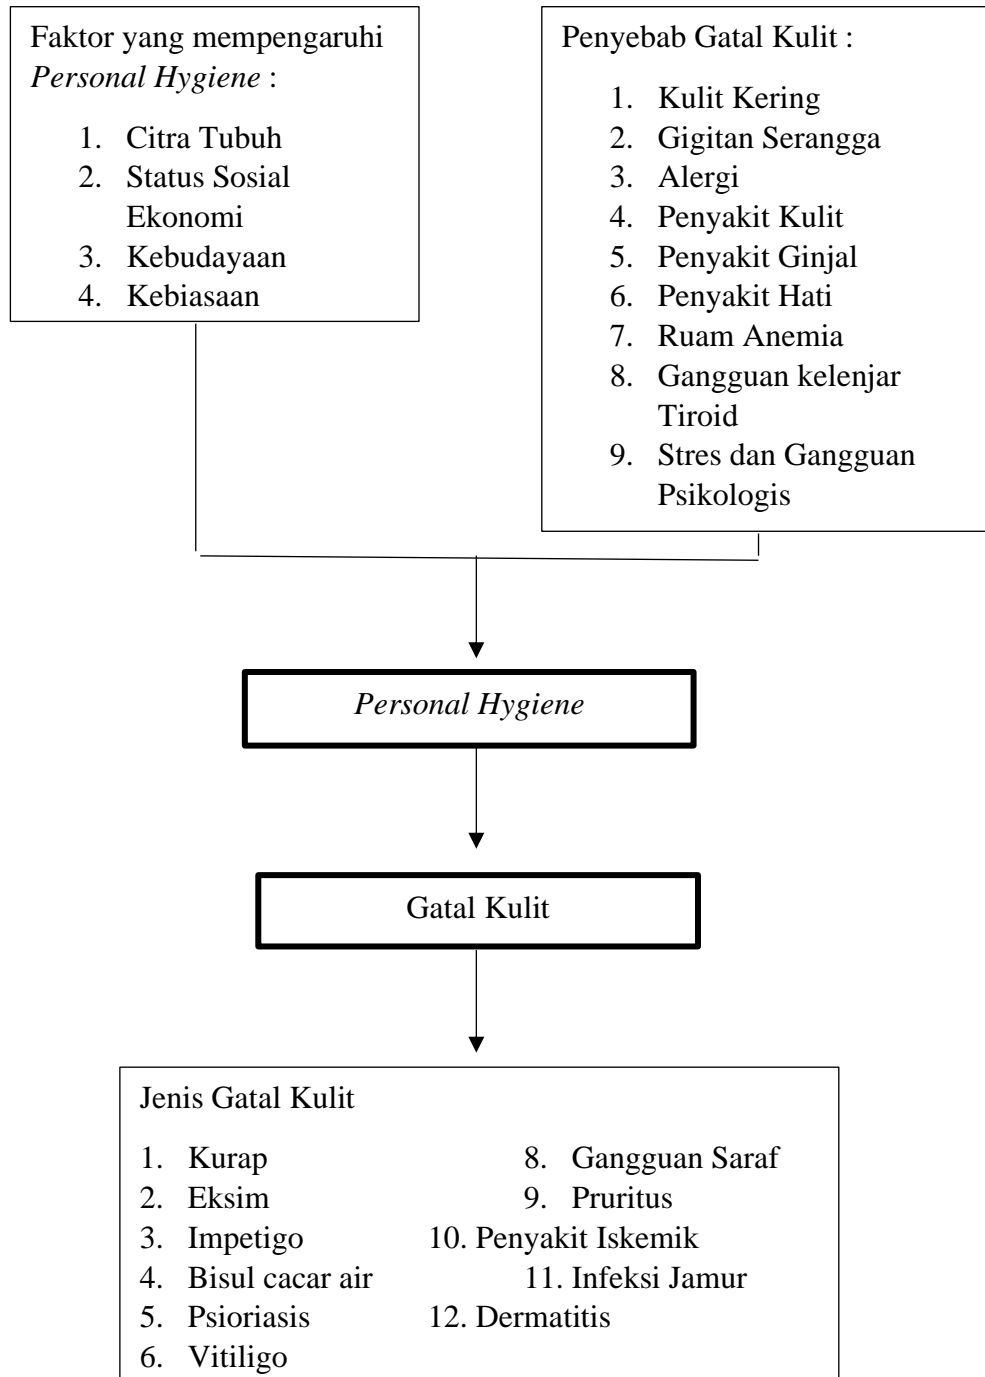 Faktor yang mempengaruhi
Personal Hygiene :
1. Citra Tubuh
2. Status Sosial
Ekonomi
3. Kebudayaan
4. Kebiasaan
Penyebab Gatal Kulit :
1. Kulit Kering
2. Gigitan Serangga
3. Alergi
4. Penyakit Kulit
5. Penyakit Ginjal
6. Penyakit Hati
7. Ruam Anemia
8. Gangguan kelenjar
Tiroid
9. Stres dan Gangguan
Psikologis
Personal Hygiene
Gatal Kulit
Jenis Gatal Kulit
1. Kurap 8. Gangguan Saraf
2. Eksim 9. Pruritus
3. Impetigo 10. Penyakit Iskemik
4. Bisul cacar air 11. Infeksi Jamur
5. Psioriasis 12. Dermatitis
6. Vitiligo